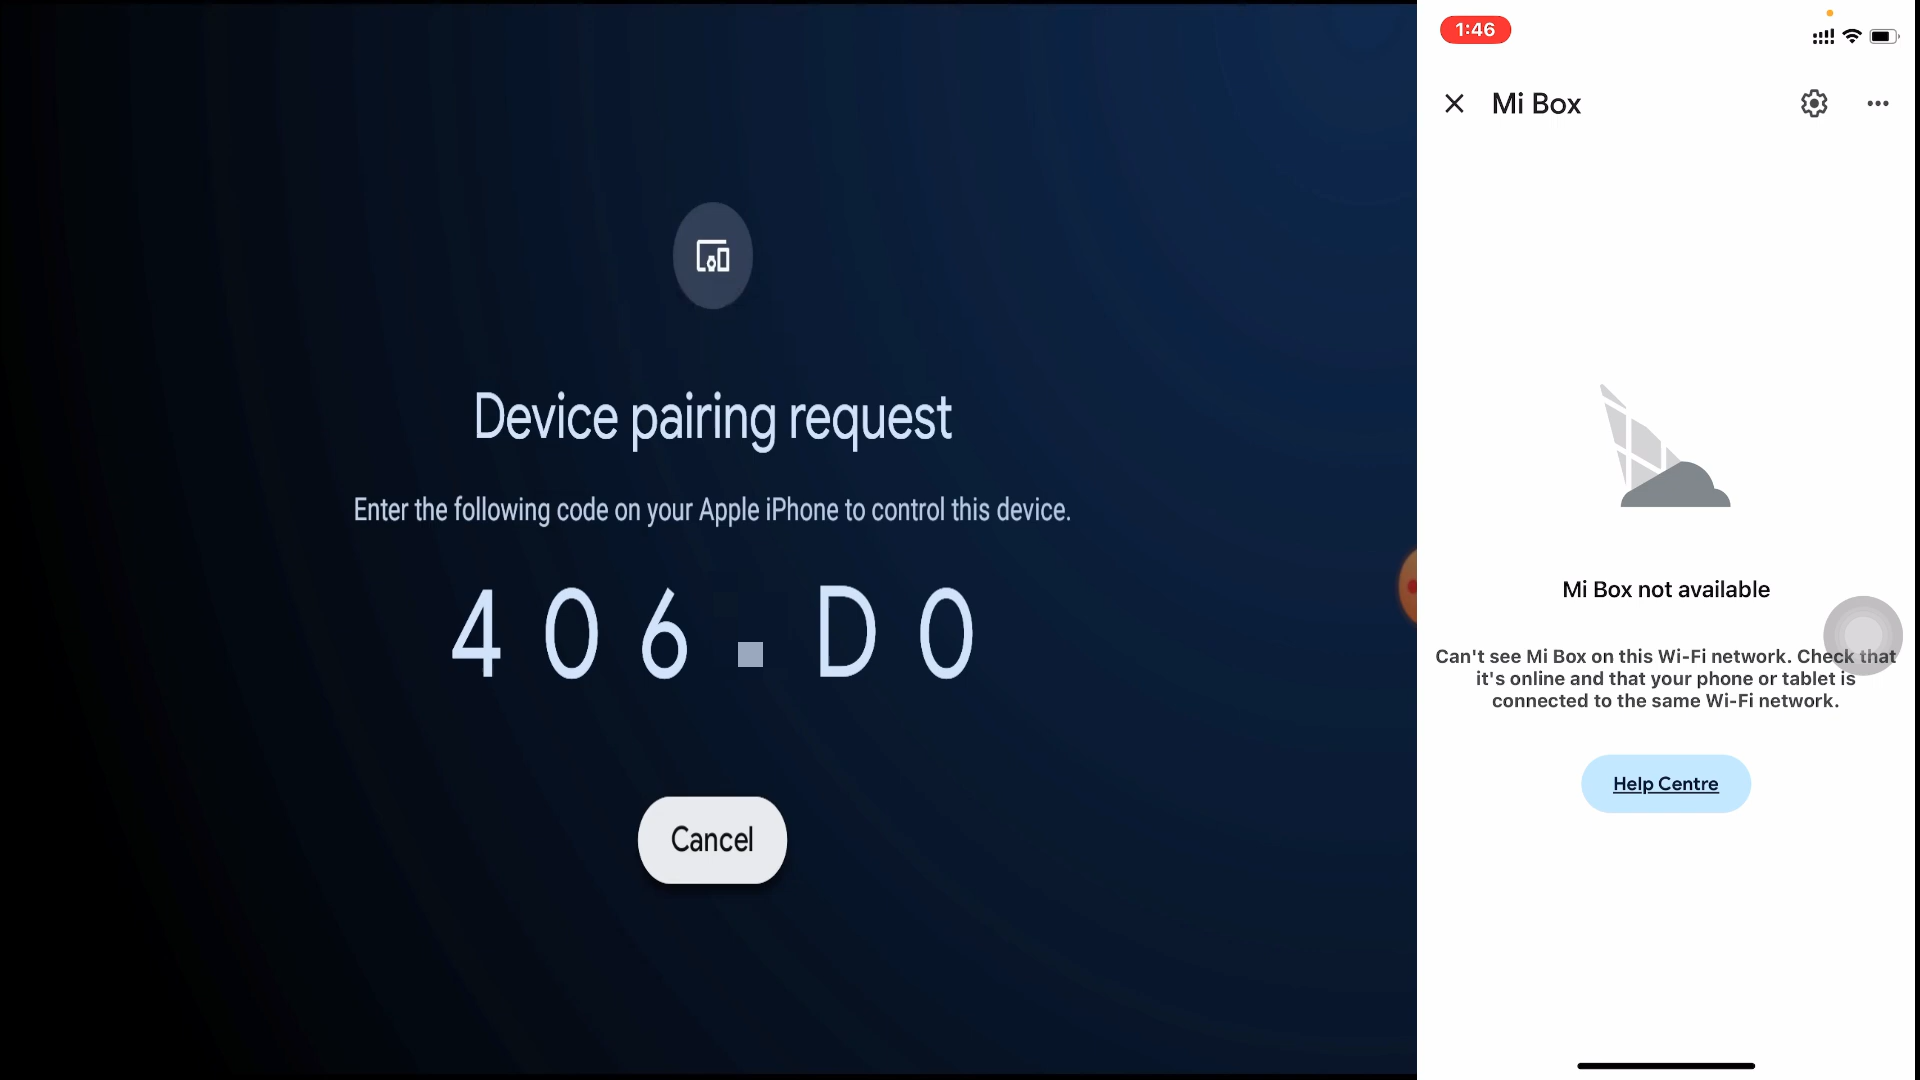 Device pairing request
Enter the following code on your Apple iPhone to control this device.
4 0 6 ▪ D 0
Cancel
1:46
Mi Box
Mi Box not available
Can't see Mi Box on this Wi-Fi network. Check that
it's online and that your phone or tablet is
connected to the same Wi-Fi network.
Help Centre